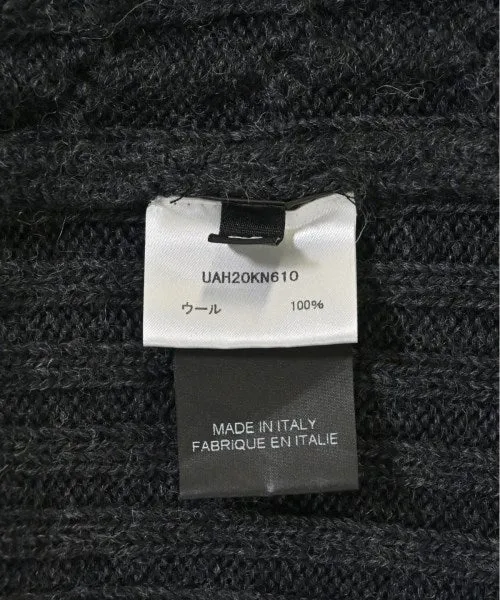 UAH20KN610
ウール 100%
MADE IN ITALY
FABRIQUE EN ITALIE